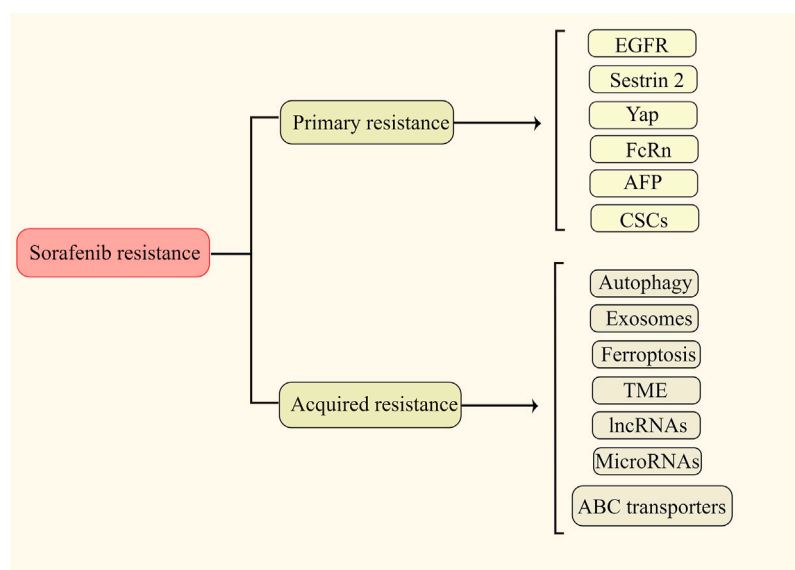 Sorafenib resistance
Primary resistance
EGFR
Sestrin 2
Yap
FcRn
AFP
CSCs
Acquired resistance
Autophagy
Exosomes
Ferroptosis
TME
lncRNAs
MicroRNAs
ABC transporters